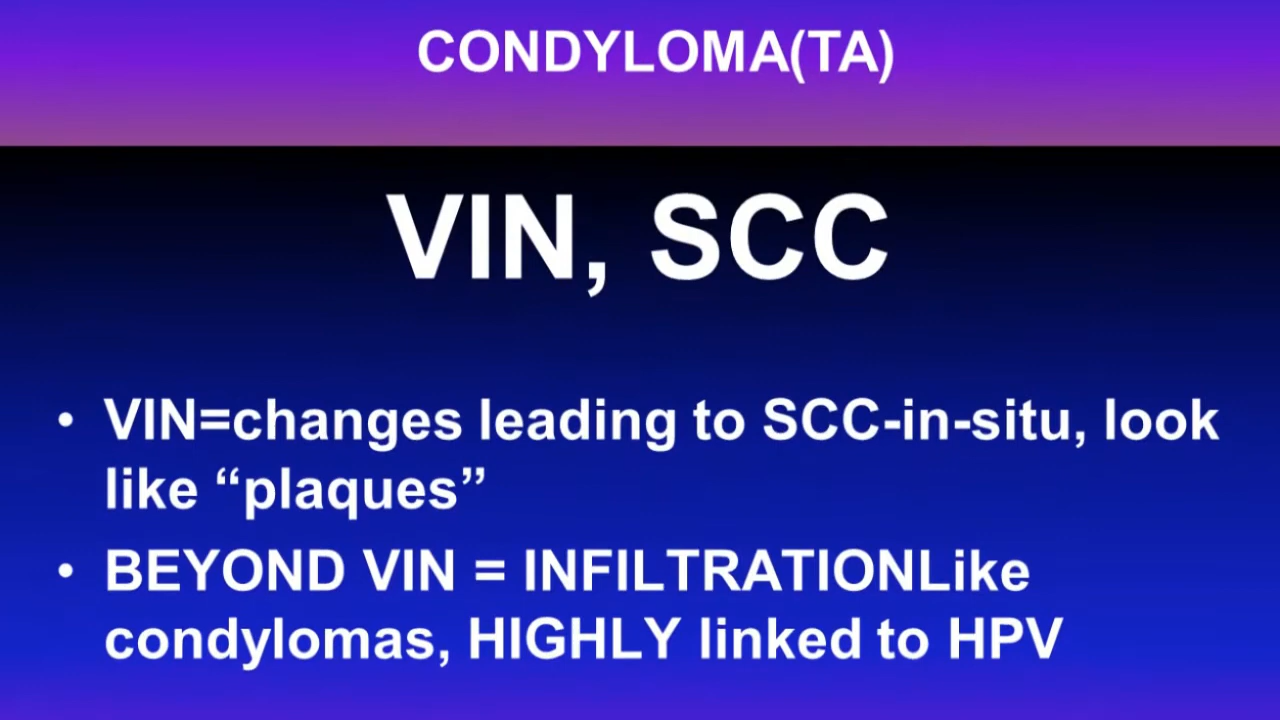 CONDYLOMA(TA)
VIN, SCC
• VIN=changes leading to SCC-in-situ, look
like “plaques”
• BEYOND VIN = INFILTRATIONLike
condylomas, HIGHLY linked to HPV